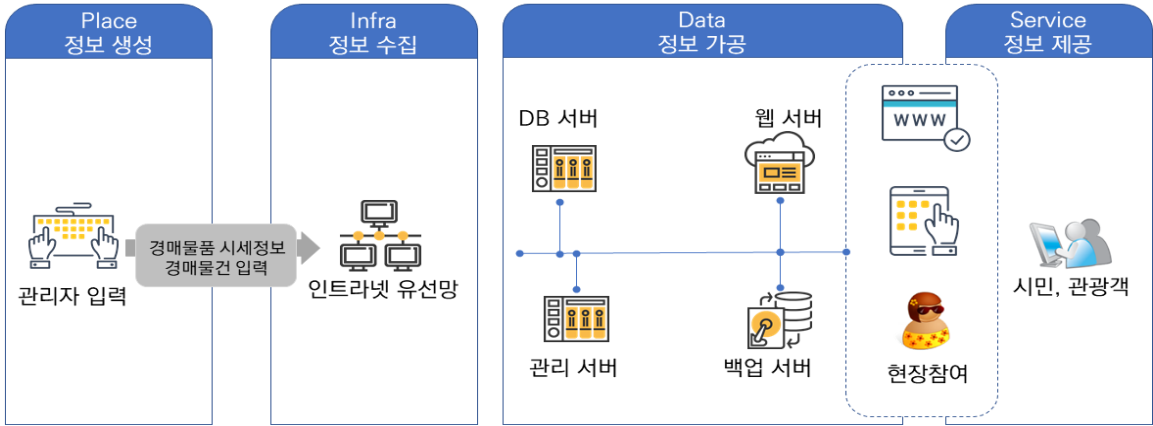 Place
정보 생성
Infra
정보 수집
Data
정보 가공
Service
정보 제공
관리자 입력
경매물품 시세정보
경매물건 입력
인트라넷 유선망
DB 서버
웹 서버
관리 서버
백업 서버
WWW
현장참여
시민, 관광객